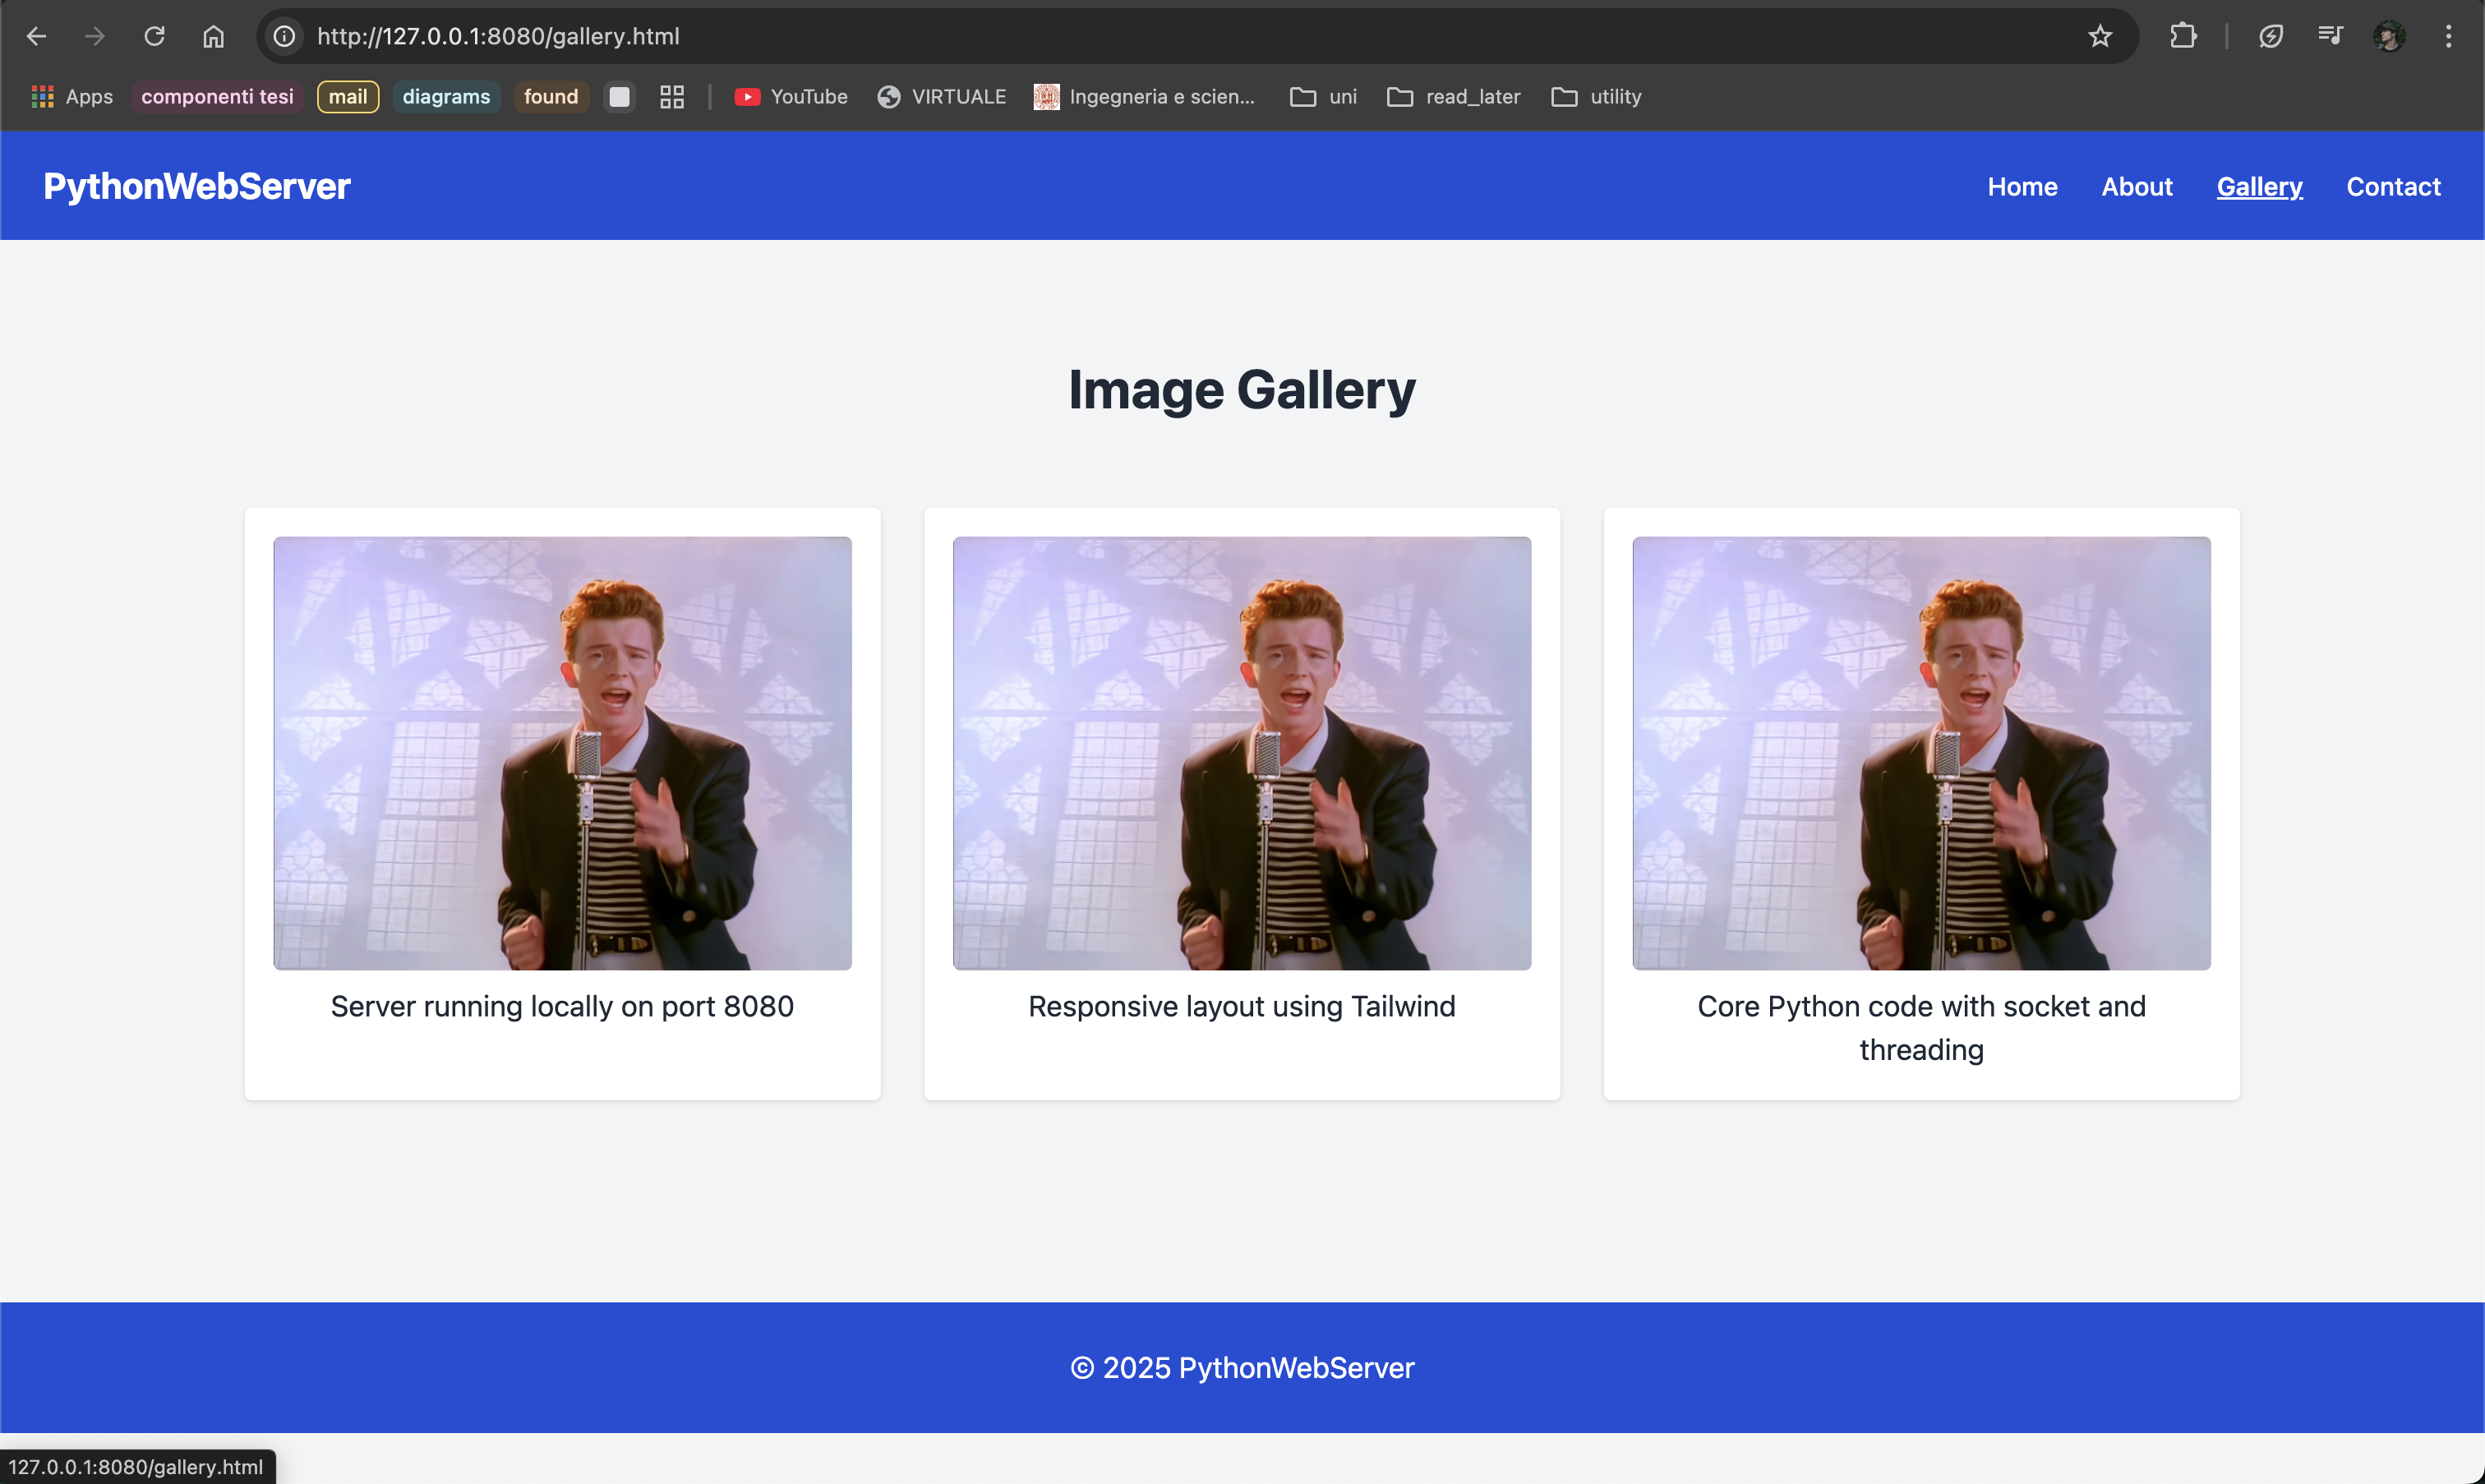 http://127.0.0.1:8080/gallery.html
Apps componenti tesi mail diagrams found YouTube VIRTUALE Ingegneria e scien... uni read_later utility
PythonWebServer Home About Gallery Contact
Image Gallery
Server running locally on port 8080
Responsive layout using Tailwind
Core Python code with socket and
threading
© 2025 PythonWebServer
127.0.0.1:8080/gallery.html